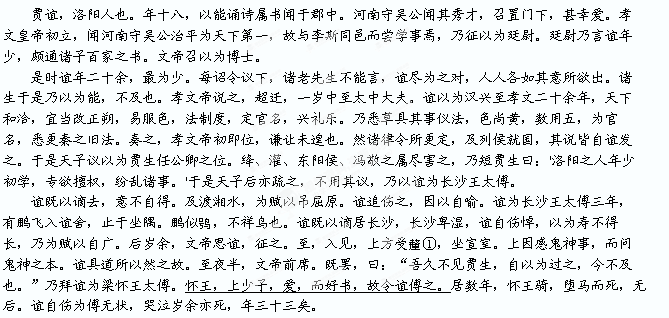 贾谊，洛阳人也。年十八，以能诵诗属书闻于郡中。河南守吴公闻其秀才，召置门下，甚幸爱。孝
文皇帝初立，闻河南守吴公治平为天下第一，故与李斯同邑而尝学事焉，乃征以为廷尉。廷尉乃言谊年
少，颇通诸子百家之书。文帝召以为博士。
是时谊年二十余，最为少。每诏令议下，诸老先生不能言，谊尽为之对，人人各如其意所欲出。诸
生于是乃以为能，不及也。孝文帝说之，超迁，一岁中至太中大夫。谊以为汉兴至孝文二十余年，天下
和洽，宜当改正朔，易服色，法制度，定官名，兴礼乐。乃悉草具其事仪法，色尚黄，数用五，为官
名，悉更秦之旧法。奏之，孝文帝初即位，谦让未遑也。然诸律令所更定，及列侯就国，其说皆自谊发
之。于是天子议以为贾生任公卿之位。绛、灌、东阳侯、冯敬之属尽害之，乃短贾生曰：'洛阳之人年少
初学，专欲擅权，纷乱诸事。'于是天子后亦疏之，不用其议，乃以谊为长沙王太傅。
谊既以谪去，意不自得。及渡湘水，为赋以吊屈原。谊追伤之，因以自喻。谊为长沙王太傅三年，
有鹏飞入谊舍，止于坐隅。鹏似鸮，不祥鸟也。谊既以谪居长沙，长沙卑湿，谊自伤悼，以为寿不得
长，乃为赋以自广。后岁余，文帝思谊，征之。至，入见，上方受釐①，坐宣室。上因感鬼神事，而问
鬼神之本。谊具道所以然之故。至夜半，文帝前席。既罢，曰：“吾久不见贾生，自以为过之，今不及
也。”乃拜谊为梁怀王太傅。怀王，上少子，爱，而好书，故令谊傅之。居数年，怀王骑，堕马而死，无
后。谊自伤为傅无状，哭泣岁余亦死，年三十三矣。